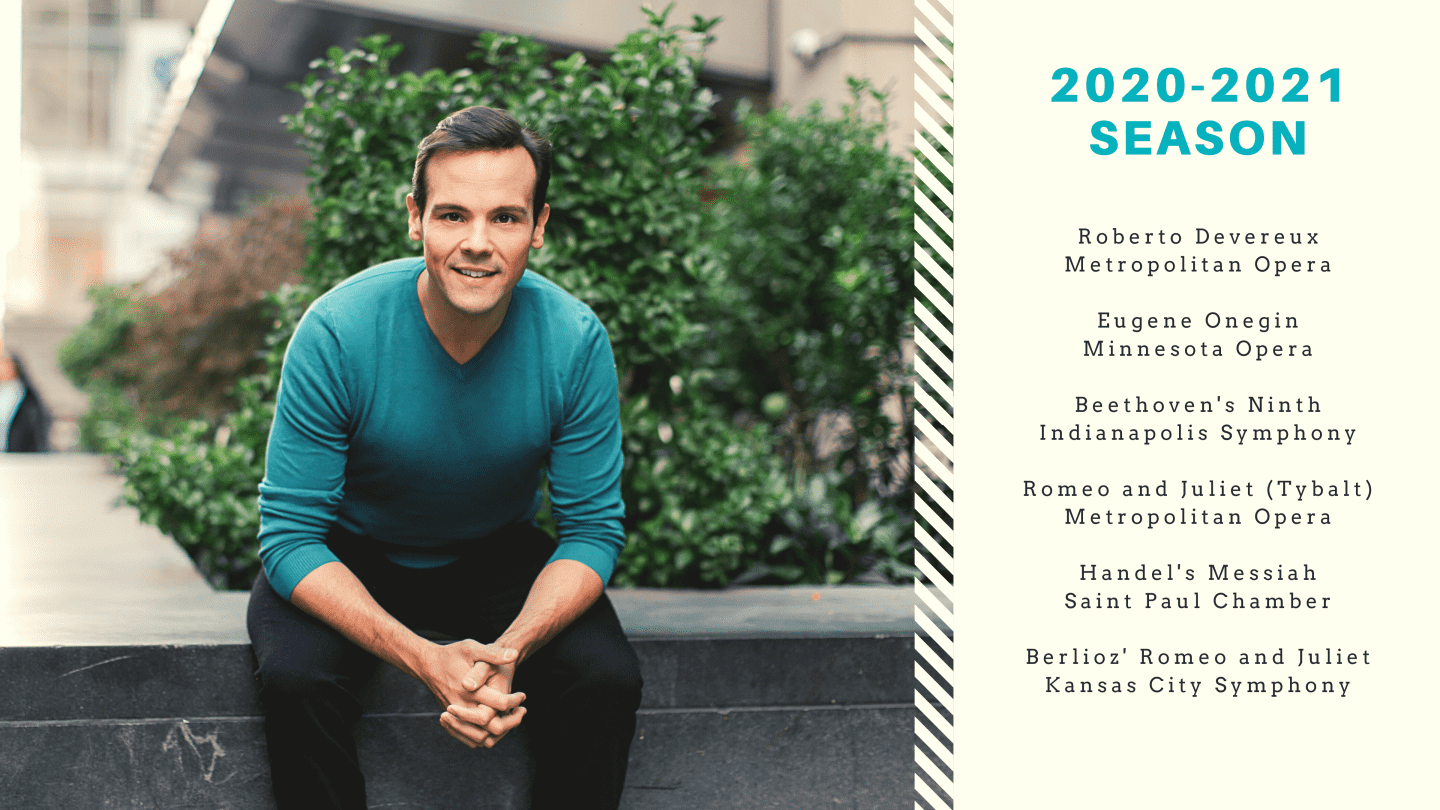 2020-2021
SEASON
Roberto Devereux
Metropolitan Opera
Eugene Onegin
Minnesota Opera
Beethoven's Ninth
Indianapolis Symphony
Romeo and Juliet (Tybalt)
Metropolitan Opera
Handel's Messiah
Saint Paul Chamber
Berlioz' Romeo and Juliet
Kansas City Symphony